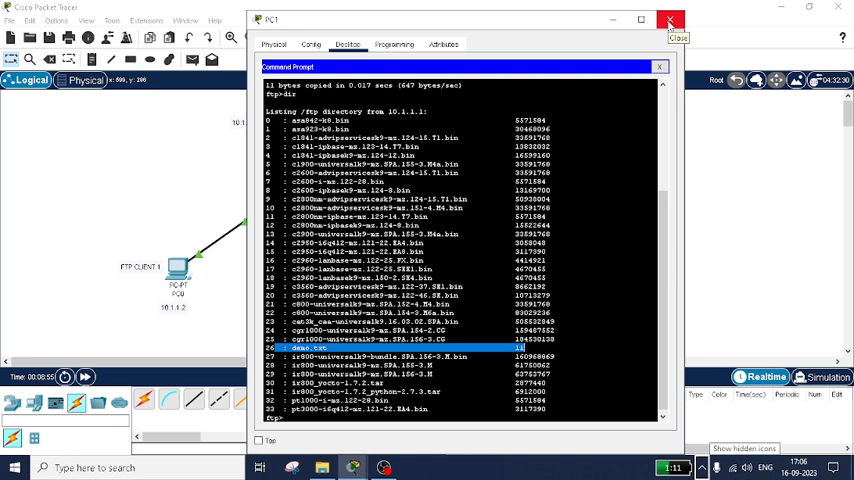 Cisco Packet Tracer
File Edit Options View Tools Extensions Window Help
PC1
Close
Physical Config Desktop Programming Attributes
Logical Physical x: 599, y: 296 Root 04:32:30
Command Prompt X
11 bytes copied in 0.017 secs (647 bytes/sec)
ftp>dir
Listing /ftp directory from 10.1.1.1:
0 : asa842-k8.bin 5571584
1 : asa923-k8.bin 30468096
2 : c1841-advipservicesk9-mz.124-15.T1.bin 33591768
3 : c1841-ipbase-mz.123-14.T7.bin 13832032
4 : c1841-ipbasek9-mz.124-12.bin 16599160
5 : c1900-universalk9-mz.SPA.155-3.M4a.bin 33591768
6 : c2600-advipservicesk9-mz.124-15.T1.bin 33591768
7 : c2600-i-mz.122-28.bin 5571584
8 : c2600-ipbasek9-mz.124-8.bin 13169700
9 : c2800nm-advipservicesk9-mz.124-15.T1.bin 50938004
10 : c2800nm-advipservicesk9-mz.151-4.M4.bin 33591768
11 : c2800nm-ipbase-mz.123-14.T7.bin 5571584
12 : c2800nm-ipbasek9-mz.124-8.bin 15522644
13 : c2900-universalk9-mz.SPA.155-3.M4a.bin 33591768
14 : c2950-i6q4l2-mz.121-22.EA4.bin 3058048
15 : c2950-i6q4l2-mz.121-22.EA8.bin 3117390
16 : c2960-lanbase-mz.122-25.FX.bin 4414921
17 : c2960-lanbase-mz.122-25.SEE1.bin 4670455
18 : c2960-lanbasek9-mz.150-2.SE4.bin 4670455
19 : c3560-advipservicesk9-mz.122-37.SE1.bin 8662192
20 : c3560-advipservicesk9-mz.122-46.SE.bin 10713279
21 : c800-universalk9-mz.SPA.152-4.M4.bin 33591768
22 : c800-universalk9-mz.SPA.154-3.M6a.bin 83029236
23 : cat3k_caa-universalk9.16.03.02.SPA.bin 505532849
24 : cgr1000-universalk9-mz.SPA.154-2.CG 159487552
25 : cgr1000-universalk9-mz.SPA.156-3.CG 184530138
26 : demo.txt 11
27 : ir800-universalk9-bundle.SPA.156-3.M.bin 160968869
28 : ir800-universalk9-mz.SPA.155-3.M 61750062
29 : ir800-universalk9-mz.SPA.156-3.M 63753767
30 : ir800_yocto-1.7.2.tar 2877440
31 : ir800_yocto-1.7.2_python-2.7.3.tar 6912000
32 : pt1000-i-mz.122-28.bin 5571584
33 : pt3000-i6q4l2-mz.121-22.EA4.bin 3117390
ftp>
Top
10.1.
FTP CLIENT 1
PC-PT
PC0
10.1.1.2
Time: 00:08:55 Realtime Simulation
Type Color Time(sec) Periodic Num Edit Delete
Show hidden icons
Type here to search
1:11
ENG
17:06
16-09-2023